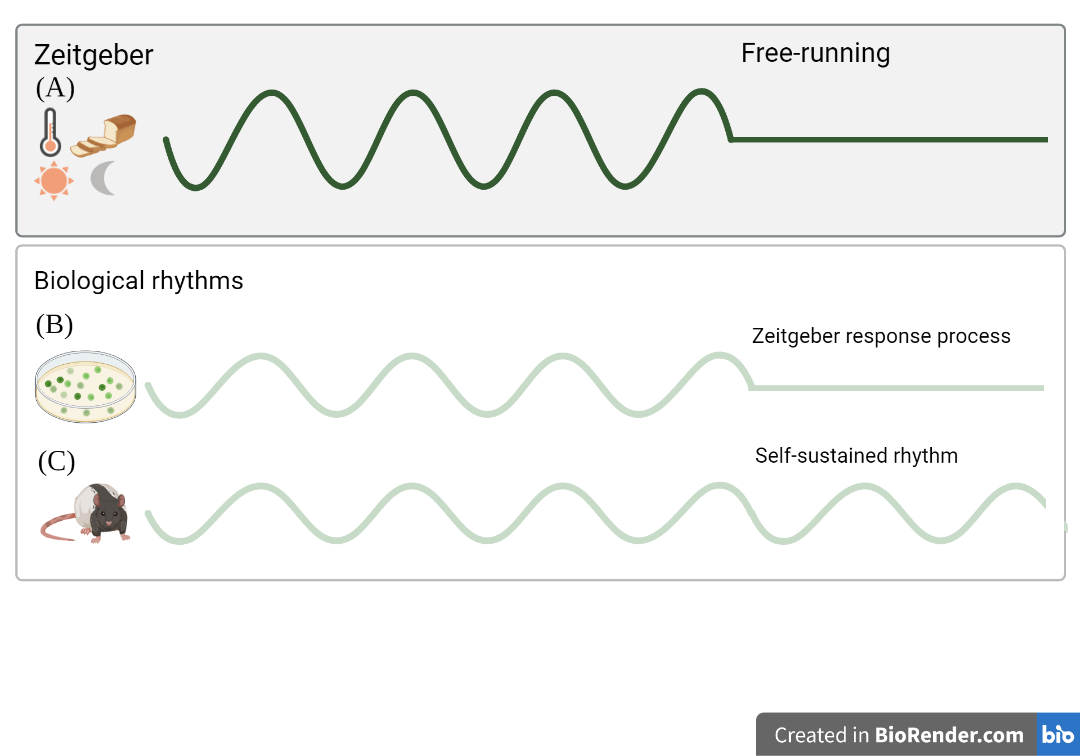 Zeitgeber
Free-running
(A)
Biological rhythms
(B)
Zeitgeber response process
(C)
Self-sustained rhythm
Created in BioRender.com bio